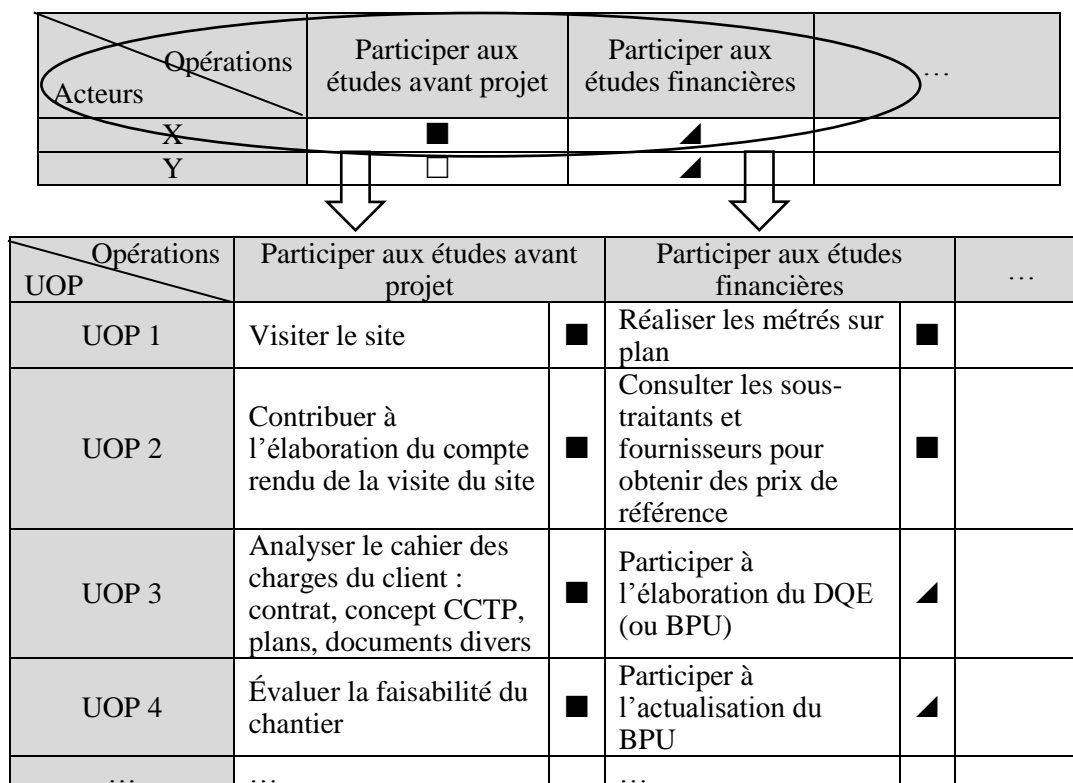 Opérations
Acteurs
Participer aux
études avant projet
Participer aux
études financières
…
X
■
◢
Y
□
◢
Opérations
UOP
Participer aux études avant
projet
Participer aux études
financières
…
UOP 1
Visiter le site
■
Réaliser les métrés sur
plan
■
UOP 2
Contribuer à
l’élaboration du compte
rendu de la visite du site
■
Consulter les sous-
traitants et
fournisseurs pour
obtenir des prix de
référence
■
UOP 3
Analyser le cahier des
charges du client :
contrat, concept CCTP,
plans, documents divers
■
Participer à
l’élaboration du DQE
(ou BPU)
◢
UOP 4
Évaluer la faisabilité du
chantier
■
Participer à
l’actualisation du
BPU
◢
…
…
…